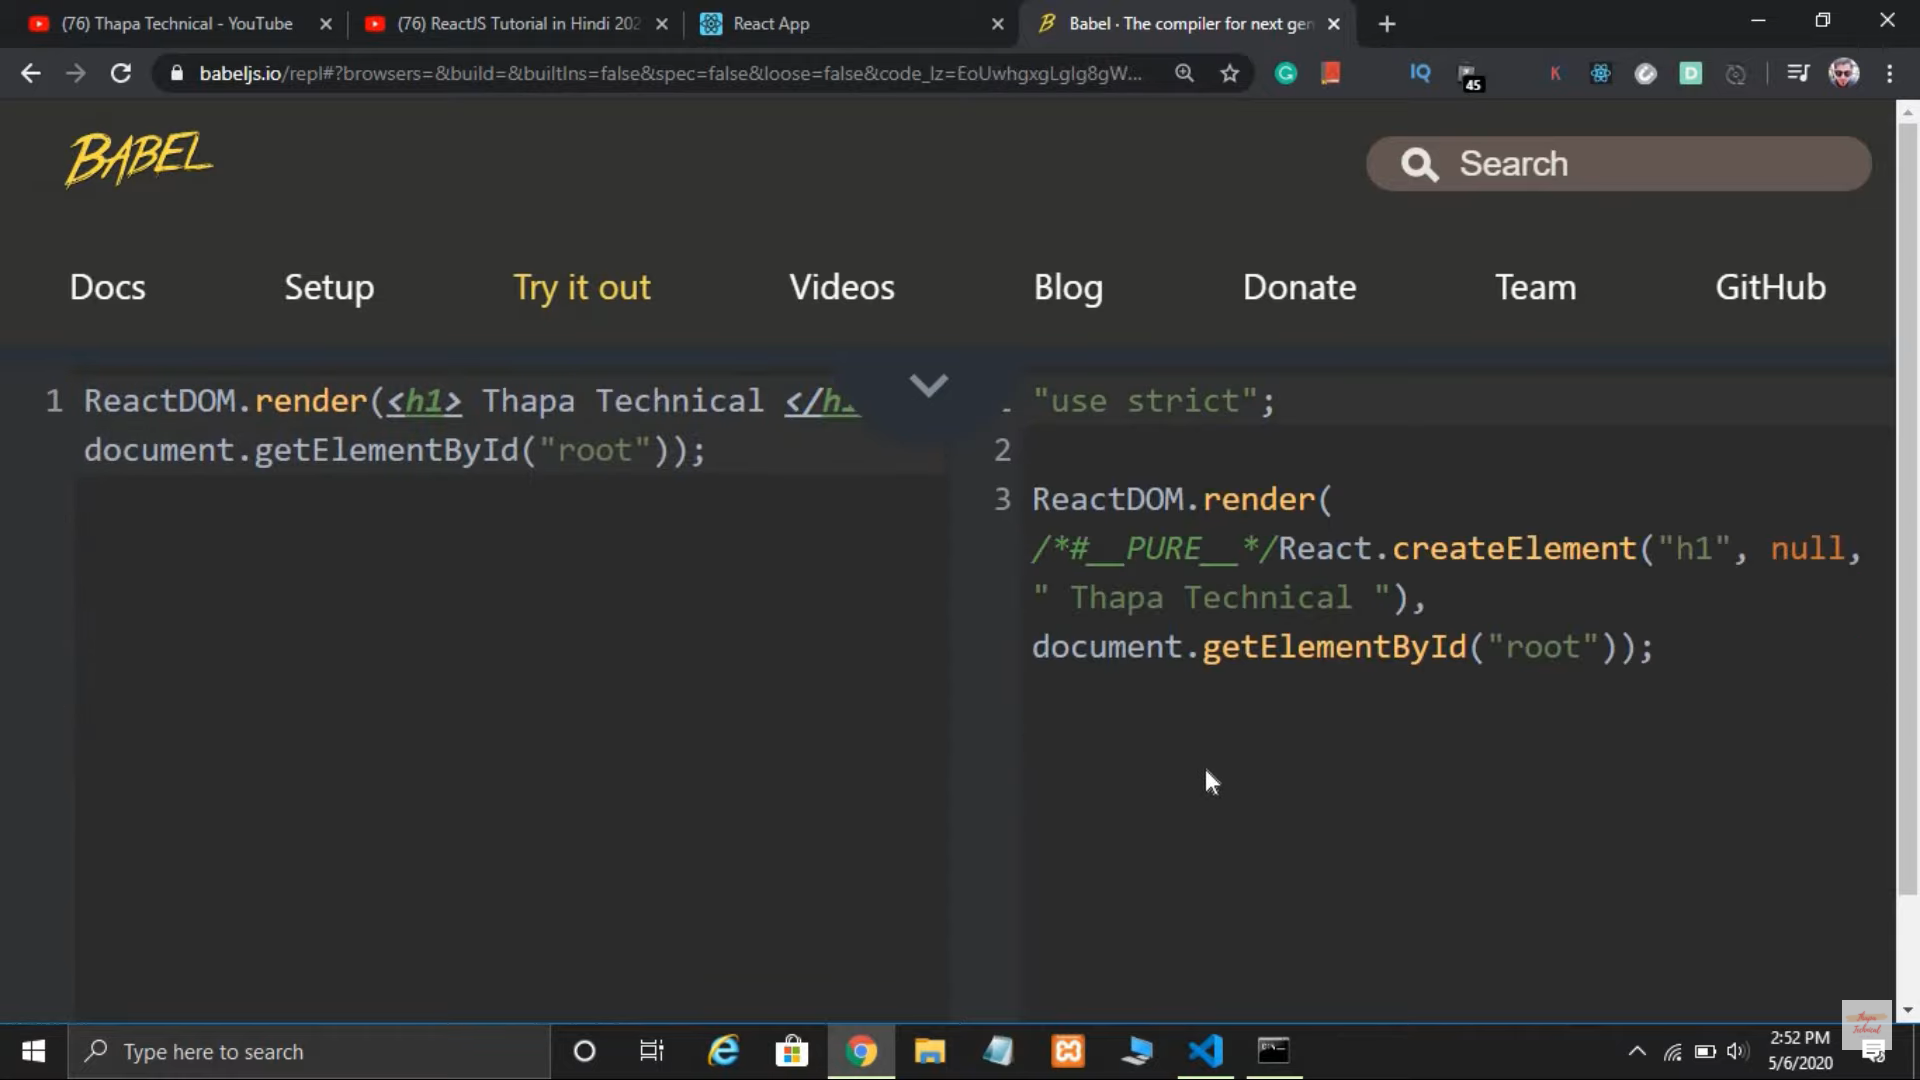 (76) Thapa Technical - YouTube
(76) ReactJS Tutorial in Hindi 202
React App
Babel · The compiler for next gen
babeljs.io/repl#?browsers=&build=&builtIns=false&spec=false&loose=false&code_lz=EoUwhgxgLglg8gW...
IQ
45
K
D
BABEL
Search
Docs
Setup
Try it out
Videos
Blog
Donate
Team
GitHub
1 ReactDOM.render(<h1> Thapa Technical </h
document.getElementById("root"));
"use strict";
2
3 ReactDOM.render(
/*#__PURE__*/React.createElement("h1", null,
" Thapa Technical "),
document.getElementById("root"));
Type here to search
2:52 PM
5/6/2020
Thapa
Technical